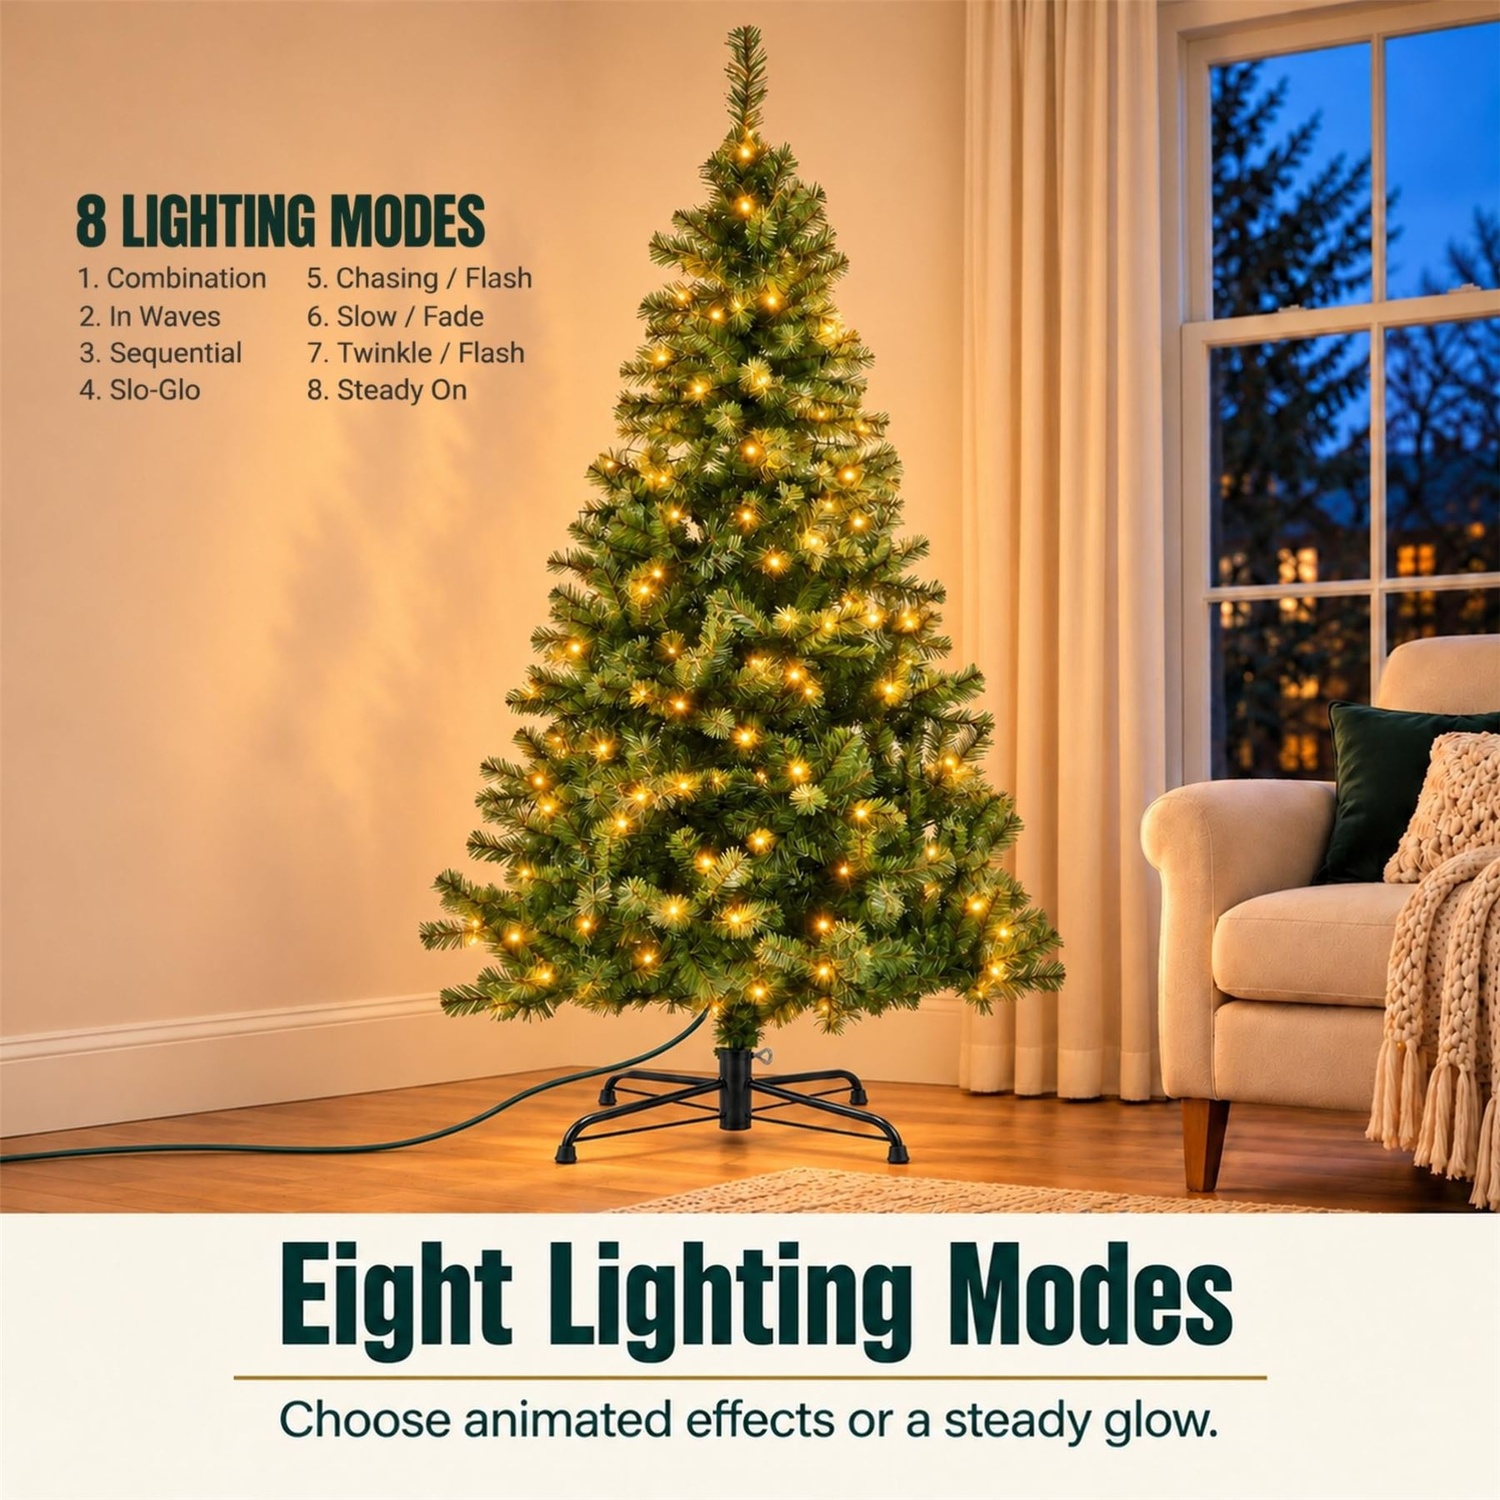 8 LIGHTING MODES
1. Combination
2. In Waves
3. Sequential
4. Slo-Glo
5. Chasing / Flash
6. Slow / Fade
7. Twinkle / Flash
8. Steady On
Eight Lighting Modes
Choose animated effects or a steady glow.